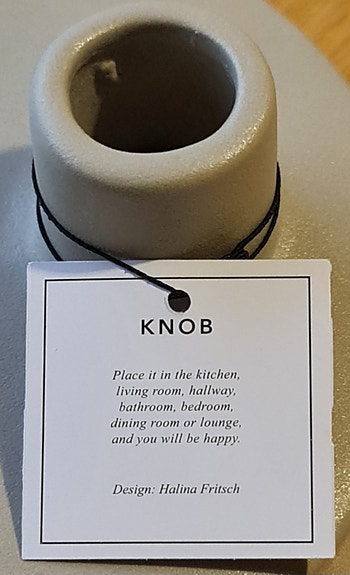 KNOB
Place it in the kitchen,
living room, hallway,
bathroom, bedroom,
dining room or lounge,
and you will be happy.
Design: Halina Fritsch